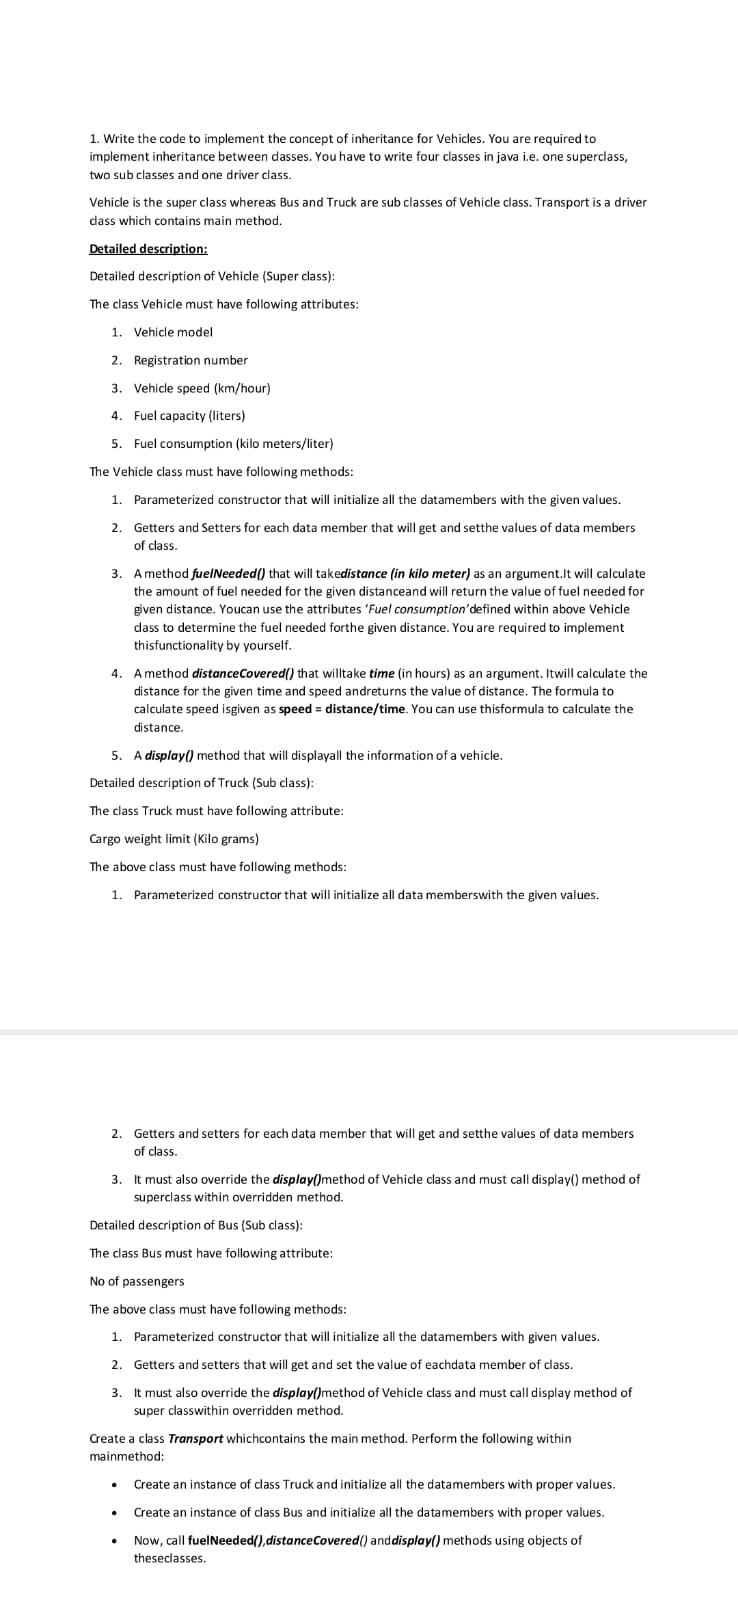 1. Write the code to implement the concept of inheritance for Vehicles. You are required to
implement inheritance between classes. You have to write four classes in java i.e. one superclass,
two sub classes and one driver class.
Vehicle is the super class whereas Bus and Truck are sub classes of Vehicle class. Transport is a driver
class which contains main method.
Detailed description:
Detailed description of Vehicle (Super class):
The class Vehicle must have following attributes:
1. Vehicle model
2. Registration number
3. Vehicle speed (km/hour)
4. Fuel capacity (liters)
5. Fuel consumption (kilo meters/liter)
The Vehicle class must have following methods:
1. Parameterized constructor that will initialize all the datamembers with the given values.
2. Getters and Setters for each data member that will get and setthe values of data members
of class.
3. A method fuelNeeded() that will takedistance (in kilo meter) as an argument.It will calculate
the amount of fuel needed for the given distanceand will return the value of fuel needed for
given distance. Youcan use the attributes ‘Fuel consumption’defined within above Vehicle
class to determine the fuel needed forthe given distance. You are required to implement
thisfunctionality by yourself.
4. A method distanceCovered() that willtake time (in hours) as an argument. Itwill calculate the
distance for the given time and speed andreturns the value of distance. The formula to
calculate speed isgiven as speed = distance/time. You can use thisformula to calculate the
distance.
5. A display() method that will displayall the information of a vehicle.
Detailed description of Truck (Sub class):
The class Truck must have following attribute:
Cargo weight limit (Kilo grams)
The above class must have following methods:
1. Parameterized constructor that will initialize all data memberswith the given values.
2. Getters and setters for each data member that will get and setthe values of data members
of class.
3. It must also override the display()method of Vehicle class and must call display() method of
superclass within overridden method.
Detailed description of Bus (Sub class):
The class Bus must have following attribute:
No of passengers
The above class must have following methods:
1. Parameterized constructor that will initialize all the datamembers with given values.
2. Getters and setters that will get and set the value of eachdata member of class.
3. It must also override the display()method of Vehicle class and must call display method of
super classwithin overridden method.
Create a class Transport whichcontains the main method. Perform the following within
mainmethod:
• Create an instance of class Truck and initialize all the datamembers with proper values.
• Create an instance of class Bus and initialize all the datamembers with proper values.
• Now, call fuelNeeded(),distanceCovered() anddisplay() methods using objects of
theseclasses.